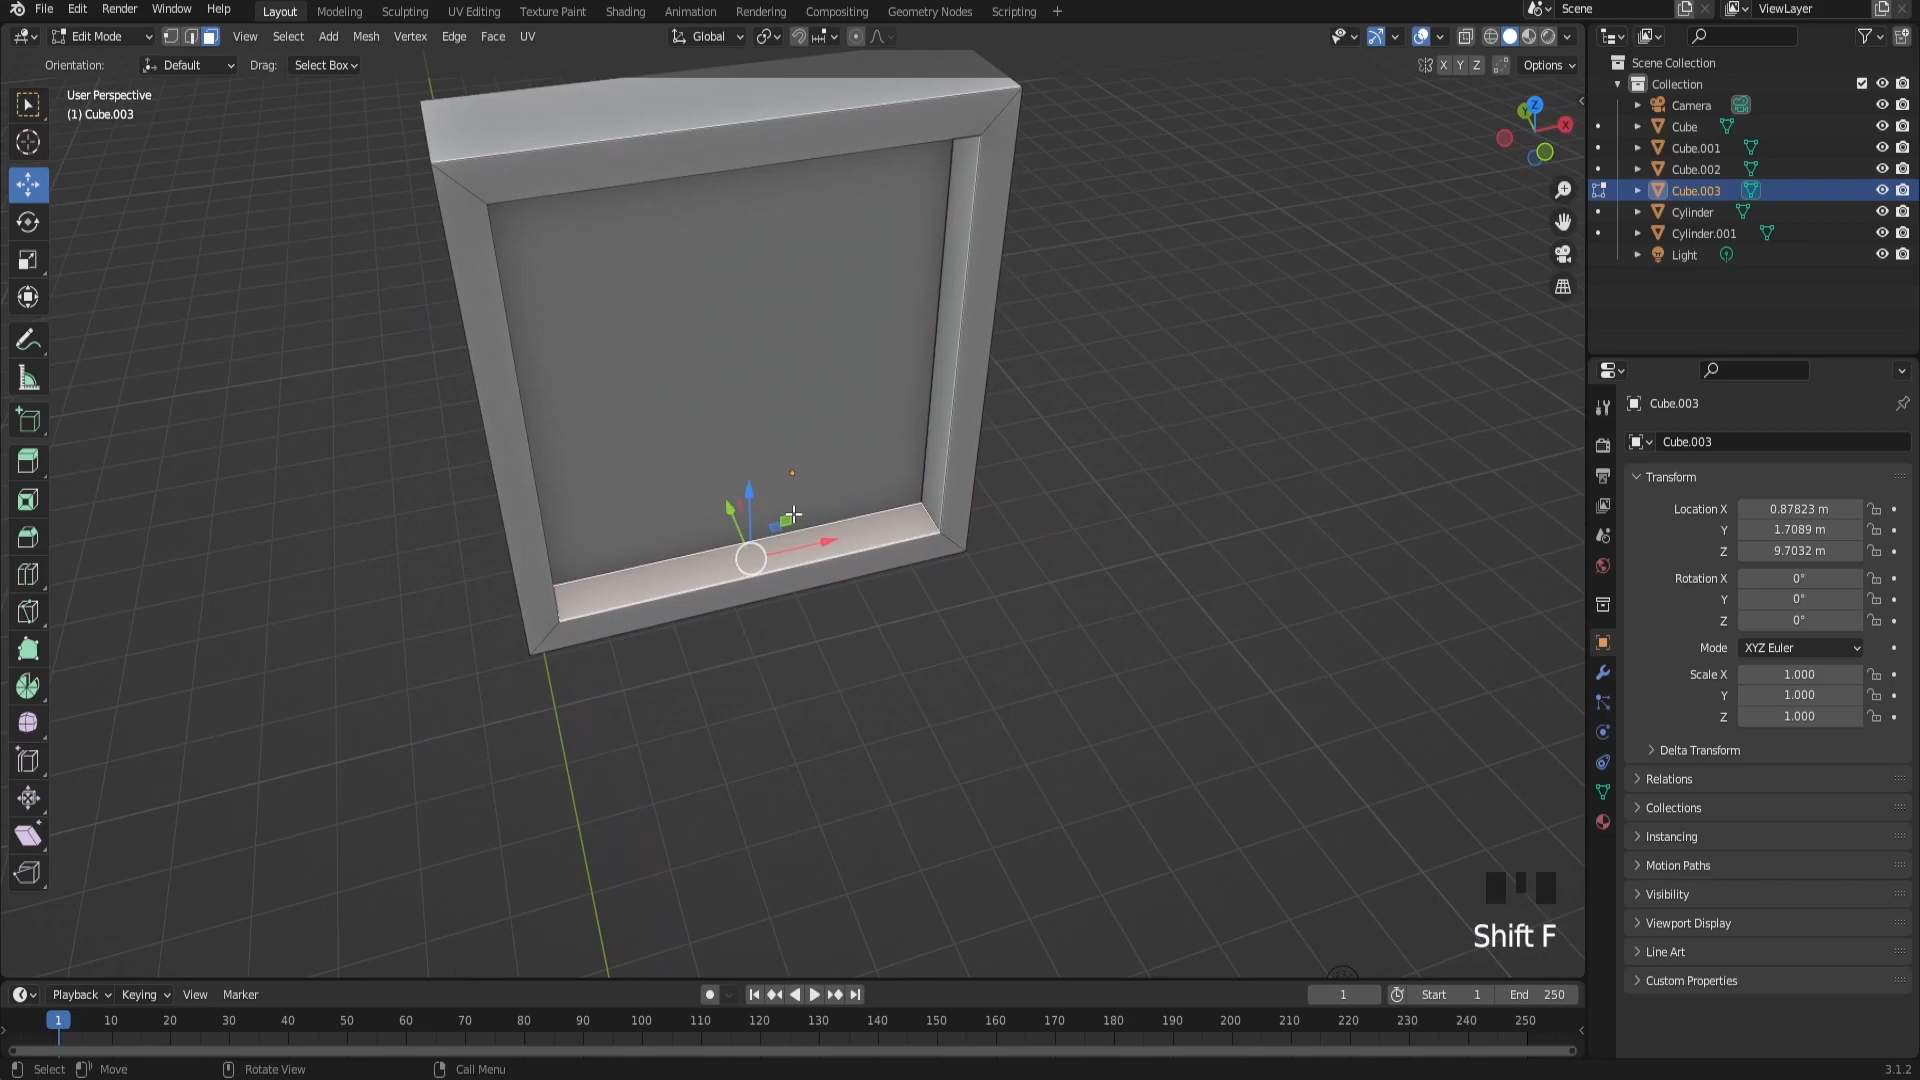 File Edit Render Window Help Layout Modeling Sculpting UV Editing Texture Paint Shading Animation Rendering Compositing Geometry Nodes Scripting + Scene ViewLayer
Edit Mode View Select Add Mesh Vertex Edge Face UV Global
Orientation: Default Drag: Select Box X Y Z Options
User Perspective
(1) Cube.003
Z
Y
X
Scene Collection
Collection
Camera
Cube
Cube.001
Cube.002
Cube.003
Cylinder
Cylinder.001
Light
Cube.003
Cube.003
Transform
Location X 0.87823 m
Y 1.7089 m
Z 9.7032 m
Rotation X 0°
Y 0°
Z 0°
Mode XYZ Euler
Scale X 1.000
Y 1.000
Z 1.000
Delta Transform
Relations
Collections
Instancing
Motion Paths
Visibility
Viewport Display
Line Art
Custom Properties
Shift F
Playback Keying View Marker 1 Start 1 End 250
1 10 20 30 40 50 60 70 80 90 100 110 120 130 140 150 160 170 180 190 200 210 220 230 240 250
Select Move Rotate View Call Menu 3.1.2